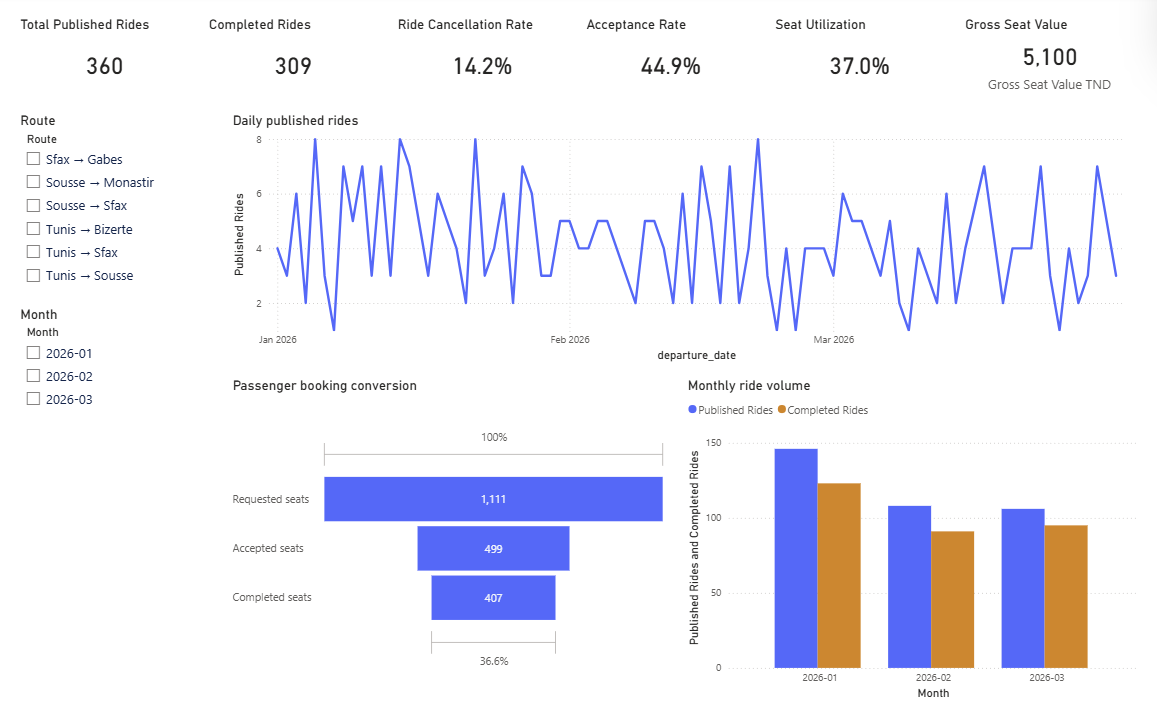 Total Published Rides
360
Completed Rides
309
Ride Cancellation Rate
14.2%
Acceptance Rate
44.9%
Seat Utilization
37.0%
Gross Seat Value
5,100
Gross Seat Value TND
Route
Route
Sfax → Gabes
Sousse → Monastir
Sousse → Sfax
Tunis → Bizerte
Tunis → Sfax
Tunis → Sousse
Month
Month
2026-01
2026-02
2026-03
Daily published rides
Published Rides
8
6
4
2
Jan 2026
Feb 2026
Mar 2026
departure_date
Passenger booking conversion
100%
Requested seats
1,111
Accepted seats
499
Completed seats
407
36.6%
Monthly ride volume
Published Rides
Completed Rides
Published Rides and Completed Rides
150
100
50
0
2026-01
2026-02
2026-03
Month